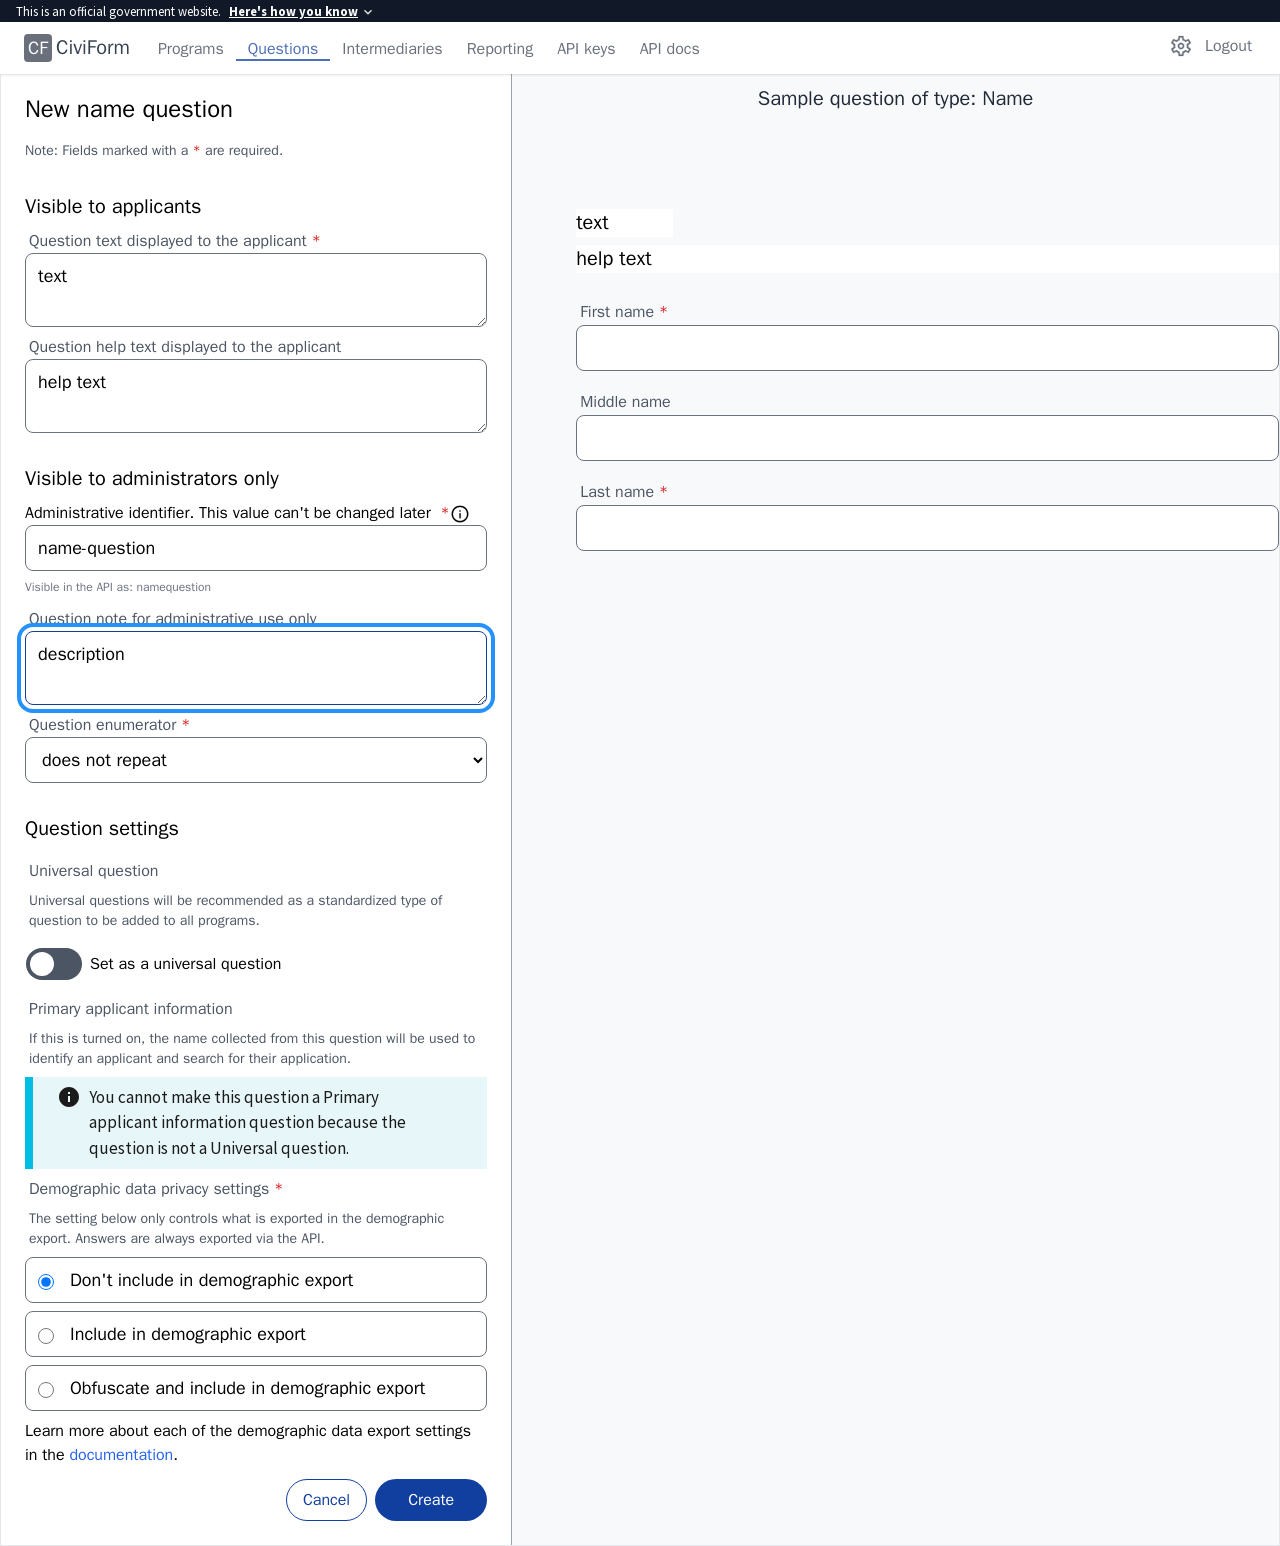 This is an official government website. Here's how you know
CF CiviForm Programs Questions Intermediaries Reporting API keys API docs Logout
New name question
Note: Fields marked with a * are required.
Visible to applicants
Question text displayed to the applicant *
text
Question help text displayed to the applicant
help text
Visible to administrators only
Administrative identifier. This value can't be changed later *
name-question
Visible in the API as: namequestion
Question note for administrative use only
description
Question enumerator *
does not repeat
Question settings
Universal question
Universal questions will be recommended as a standardized type of
question to be added to all programs.
Set as a universal question
Primary applicant information
If this is turned on, the name collected from this question will be used to
identify an applicant and search for their application.
You cannot make this question a Primary
applicant information question because the
question is not a Universal question.
Demographic data privacy settings *
The setting below only controls what is exported in the demographic
export. Answers are always exported via the API.
Don't include in demographic export
Include in demographic export
Obfuscate and include in demographic export
Learn more about each of the demographic data export settings
in the documentation.
Cancel Create
Sample question of type: Name
text
help text
First name *
Middle name
Last name *